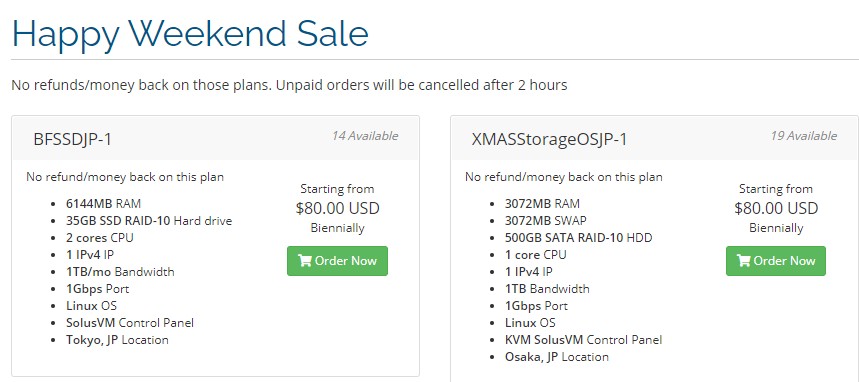 Happy Weekend Sale
No refunds/money back on those plans. Unpaid orders will be cancelled after 2 hours
BFSSDJP-1
14 Available
No refund/money back on this plan
6144MB RAM
35GB SSD RAID-10 Hard drive
2 cores CPU
1 IPv4 IP
1TB/mo Bandwidth
1Gbps Port
Linux OS
SolusVM Control Panel
Tokyo, JP Location
Starting from
$80.00 USD
Biennially
Order Now
XMASStorageOSJP-1
19 Available
No refund/money back on this plan
3072MB RAM
3072MB SWAP
500GB SATA RAID-10 HDD
1 core CPU
1 IPv4 IP
1TB Bandwidth
1Gbps Port
Linux OS
KVM SolusVM Control Panel
Osaka, JP Location
Starting from
$80.00 USD
Biennially
Order Now